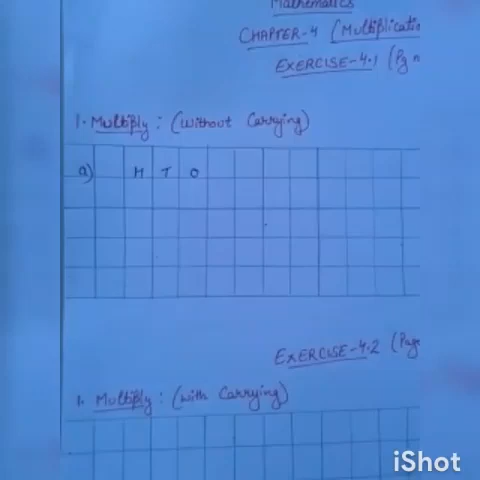 Mathematics
CHAPTER-4 (Multiplicatio
EXERCISE-4.1 (Pg n
1. Multiply: (Without Carrying)
a) H T O
EXERCISE-4.2 (Page
1. Multiply: (with Carrying)
iShot